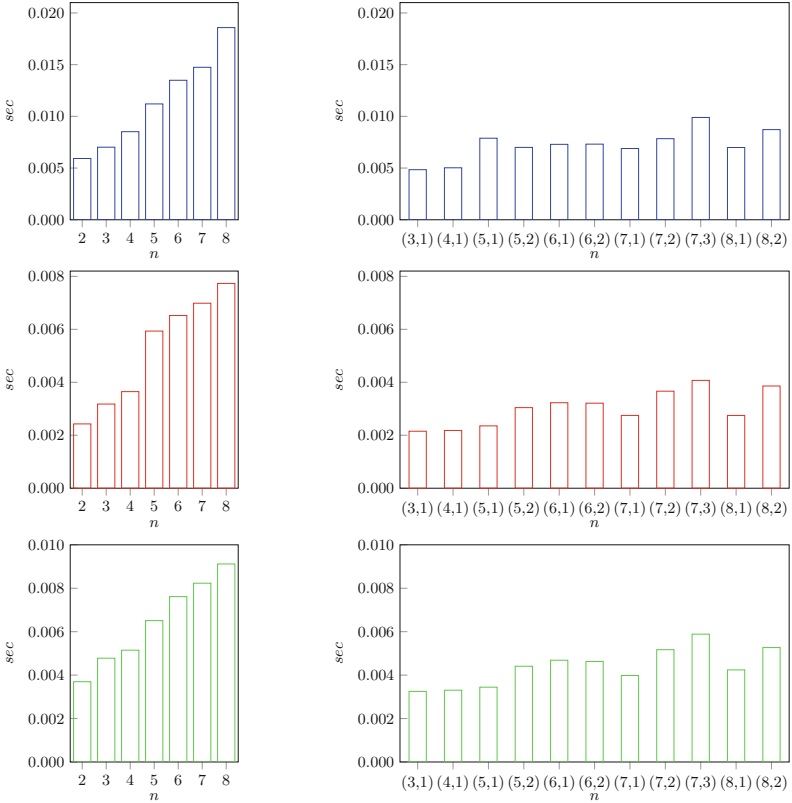 0.020
0.015
0.010
0.005
0.000
sec
2 3 4 5 6 7 8
n
0.020
0.015
0.010
0.005
0.000
sec
(3,1) (4,1) (5,1) (5,2) (6,1) (6,2) (7,1) (7,2) (7,3) (8,1) (8,2)
n
0.008
0.006
0.004
0.002
0.000
sec
2 3 4 5 6 7 8
n
0.008
0.006
0.004
0.002
0.000
sec
(3,1) (4,1) (5,1) (5,2) (6,1) (6,2) (7,1) (7,2) (7,3) (8,1) (8,2)
n
0.010
0.008
0.006
0.004
0.002
0.000
sec
2 3 4 5 6 7 8
n
0.010
0.008
0.006
0.004
0.002
0.000
sec
(3,1) (4,1) (5,1) (5,2) (6,1) (6,2) (7,1) (7,2) (7,3) (8,1) (8,2)
n